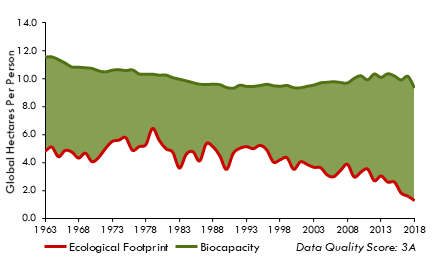 Global Hectares Per Person
14.0
12.0
10.0
8.0
6.0
4.0
2.0
0.0
1963 1968 1973 1978 1983 1988 1993 1998 2003 2008 2013 2018
Ecological Footprint Biocapacity Data Quality Score: 3A